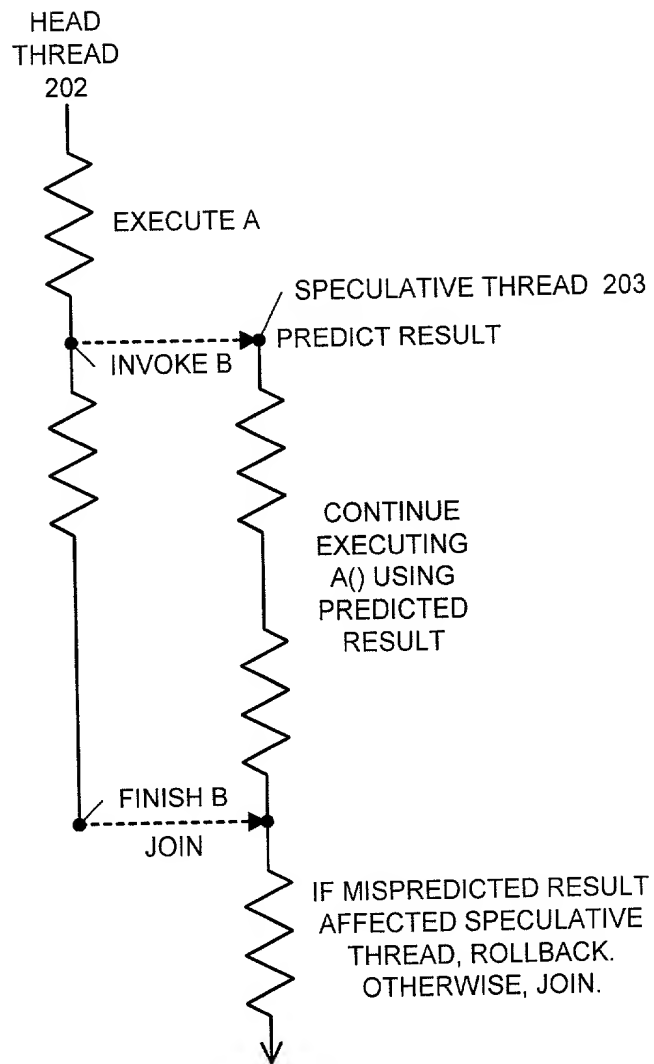 HEAD
THREAD
202
EXECUTE A
SPECULATIVE THREAD 203
PREDICT RESULT
INVOKE B
CONTINUE
EXECUTING
A() USING
PREDICTED
RESULT
FINISH B
JOIN
IF MISPREDICTED RESULT
AFFECTED SPECULATIVE
THREAD, ROLLBACK.
OTHERWISE, JOIN.